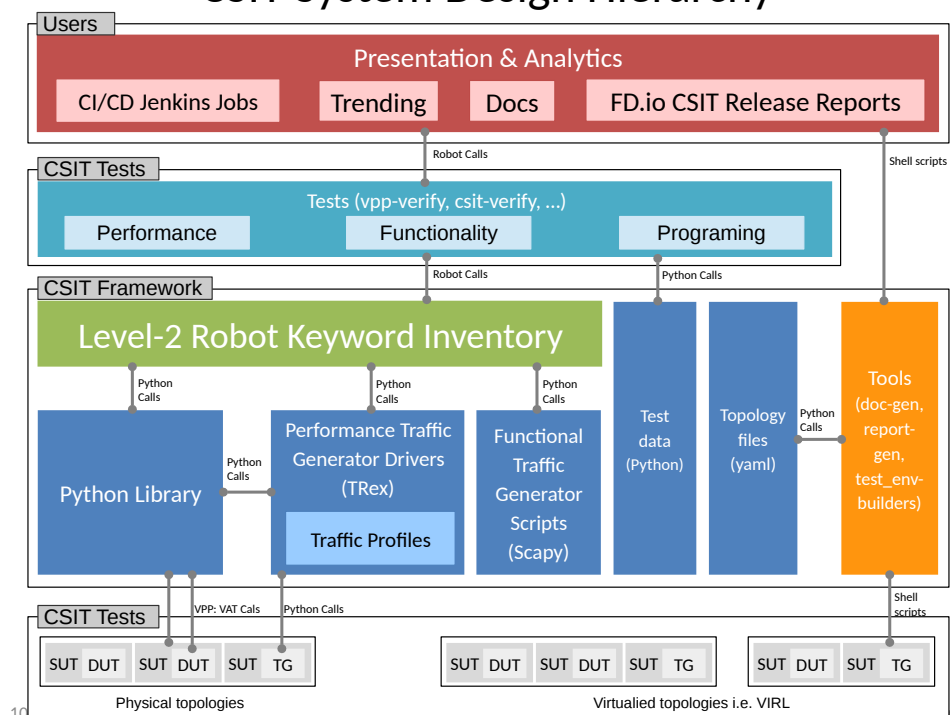 CSIT System Design Hierarchy
Users
Presentation & Analytics
CI/CD Jenkins Jobs
Trending
Docs
FD.io CSIT Release Reports
Robot Calls
Shell scripts
CSIT Tests
Tests (vpp-verify, csit-verify, ...)
Performance
Functionality
Programing
Robot Calls
Python Calls
CSIT Framework
Level-2 Robot Keyword Inventory
Python
Calls
Python
Calls
Python
Calls
Python Library
Python
Calls
Performance Traffic
Generator Drivers
(TRex)
Traffic Profiles
Functional
Traffic
Generator
Scripts
(Scapy)
Test
data
(Python)
Topology
files
(yaml)
Python
Calls
Tools
(doc-gen,
report-
gen,
test_env-
builders)
VPP: VAT Cals
Python Calls
Shell
scripts
CSIT Tests
SUT DUT SUT DUT SUT TG
SUT DUT SUT DUT SUT TG
SUT DUT SUT TG
Physical topologies
Virtualied topologies i.e. VIRL
10